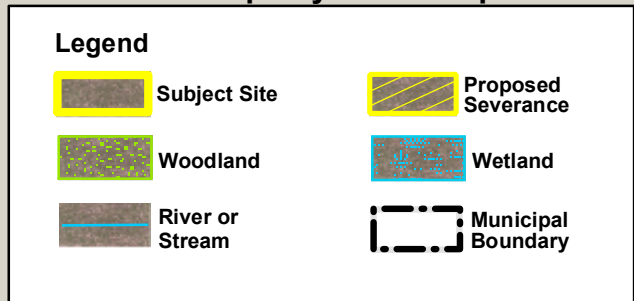 Legend
Subject Site
Proposed
Severance
Woodland
Wetland
River or
Stream
Municipal
Boundary